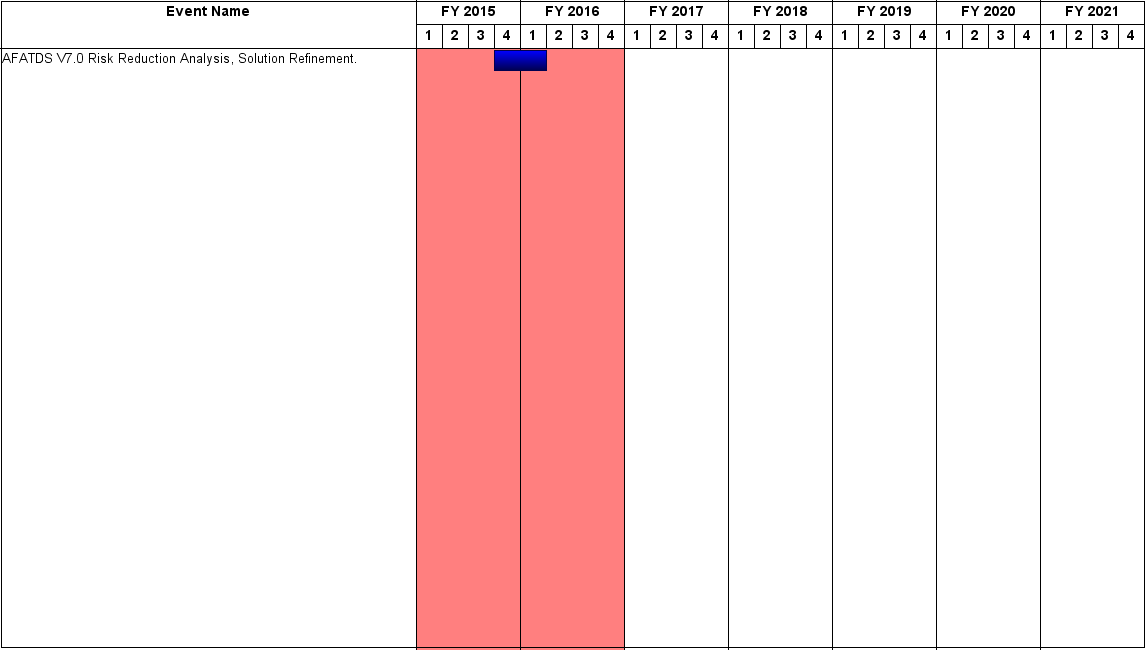 Event Name FY 2015 FY 2016 FY 2017 FY 2018 FY 2019 FY 2020 FY 2021
1 2 3 4 1 2 3 4 1 2 3 4 1 2 3 4 1 2 3 4 1 2 3 4 1 2 3 4
AFATDS V7.0 Risk Reduction Analysis, Solution Refinement.